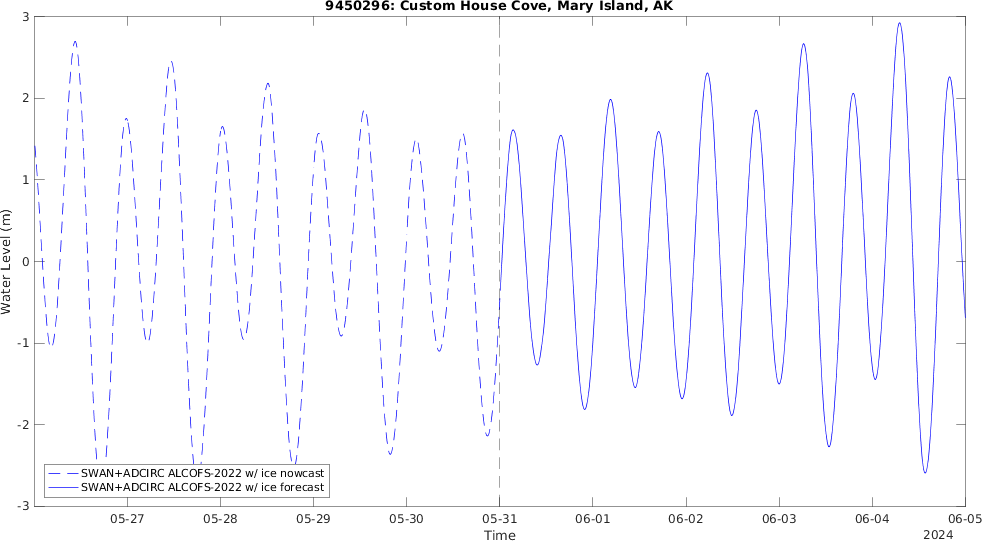 9450296: Custom House Cove, Mary Island, AK
3
2
1
0
-1
-2
-3
Water Level (m)
SWAN+ADCIRC ALCOFS-2022 w/ ice nowcast
SWAN+ADCIRC ALCOFS-2022 w/ ice forecast
05-27 05-28 05-29 05-30 05-31 06-01 06-02 06-03 06-04 06-05
Time
2024